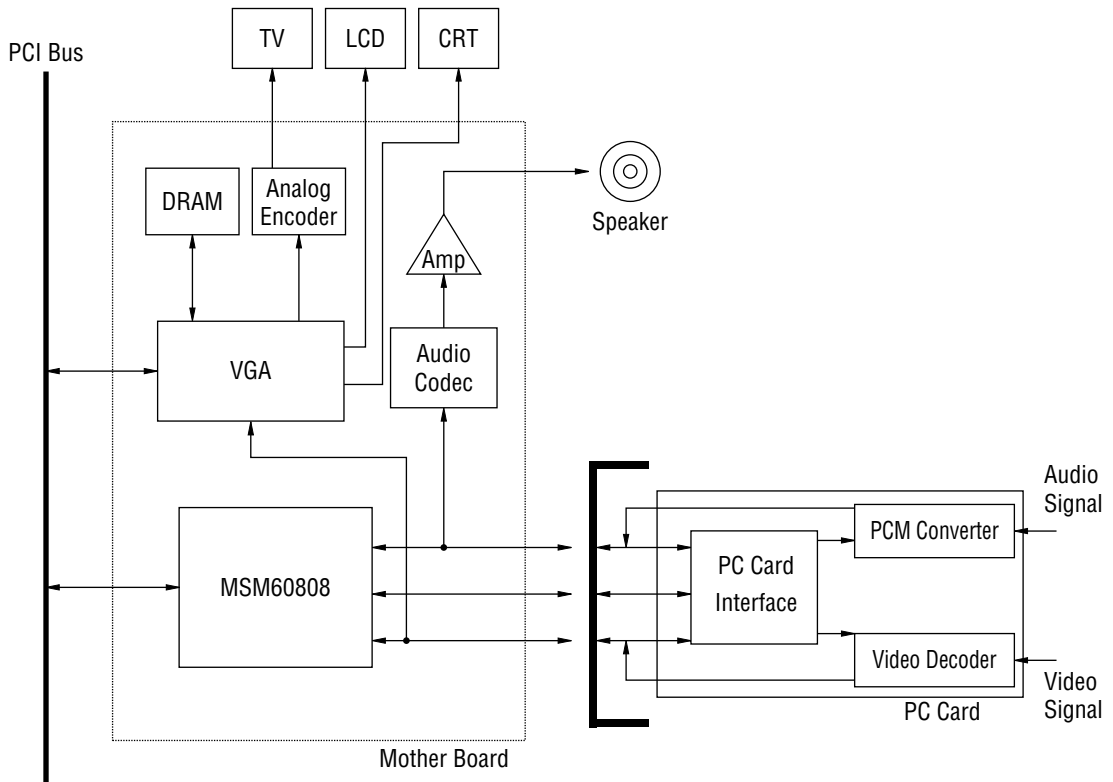 PCI Bus
TV
LCD
CRT
DRAM
Analog
Encoder
Speaker
Amp
VGA
Audio
Codec
Audio
Signal
PCM Converter
PC Card
Interface
MSM60808
Video Decoder
Video
Signal
PC Card
Mother Board